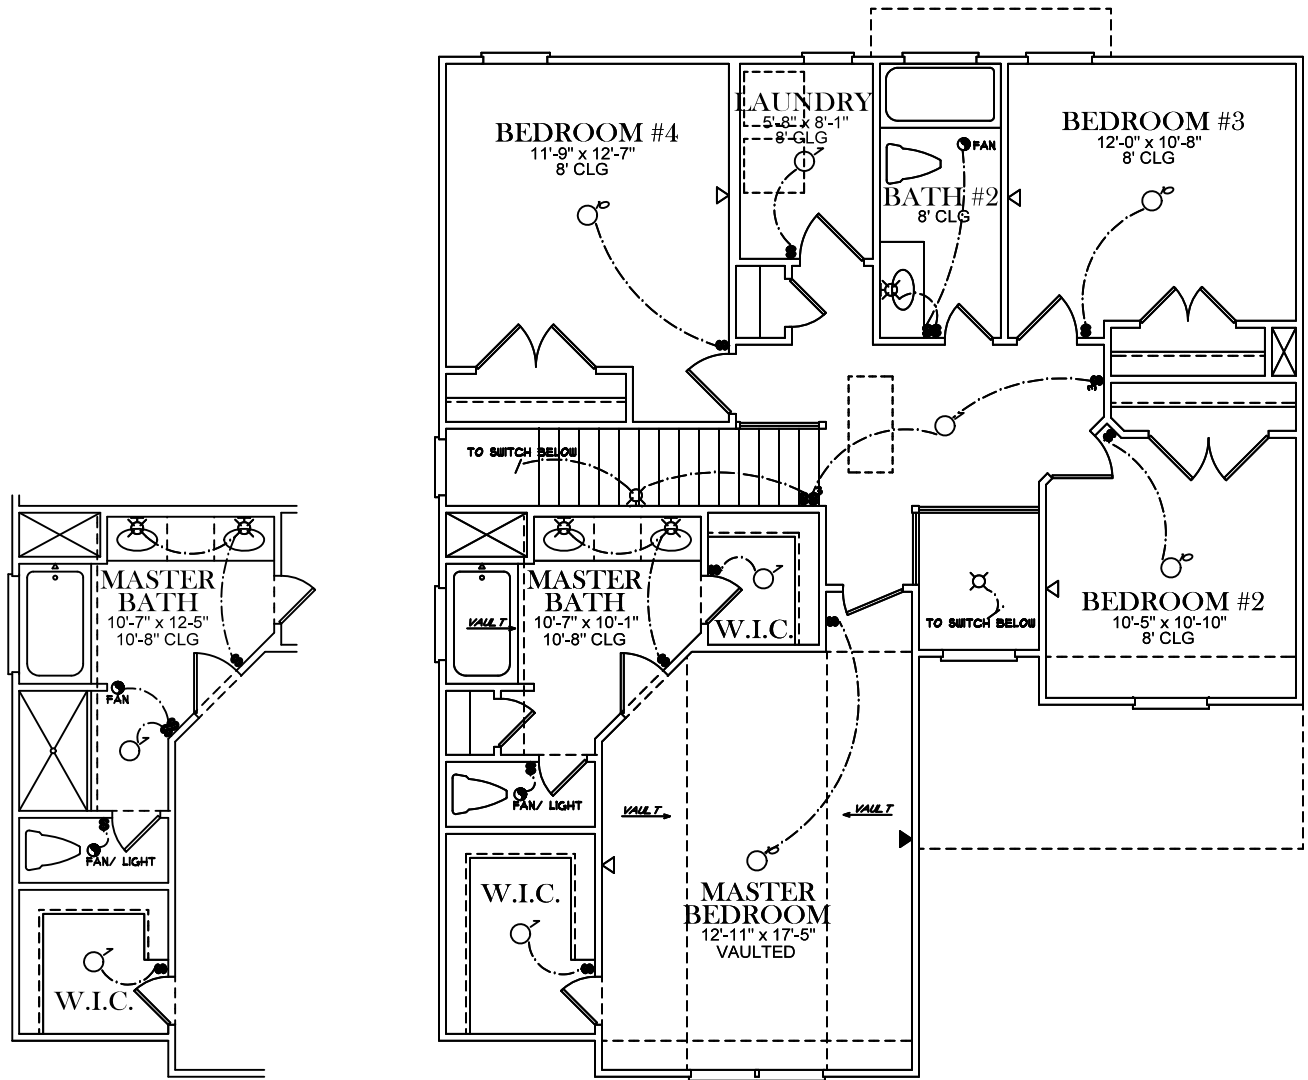 LAUNDRY
5'-8" x 8'-1"
8' CLG
BEDROOM #4
11'-9" x 12'-7"
8' CLG
BEDROOM #3
12'-0" x 10'-8"
8' CLG
FAN
BATH #2
8' CLG
3
TO SWITCH BELOW
3
MASTER
BATH
10'-7" x 12'-5"
10'-8" CLG
MASTER
BATH
10'-7" x 10'-1"
10'-8" CLG
VAULT
W.I.C.
TO SWITCH BELOW
BEDROOM #2
10'-5" x 10'-10"
8' CLG
FAN
FAN/ LIGHT
FAN/ LIGHT
VAULT
VAULT
W.I.C.
MASTER
BEDROOM
12'-11" x 17'-5"
VAULTED
W.I.C.